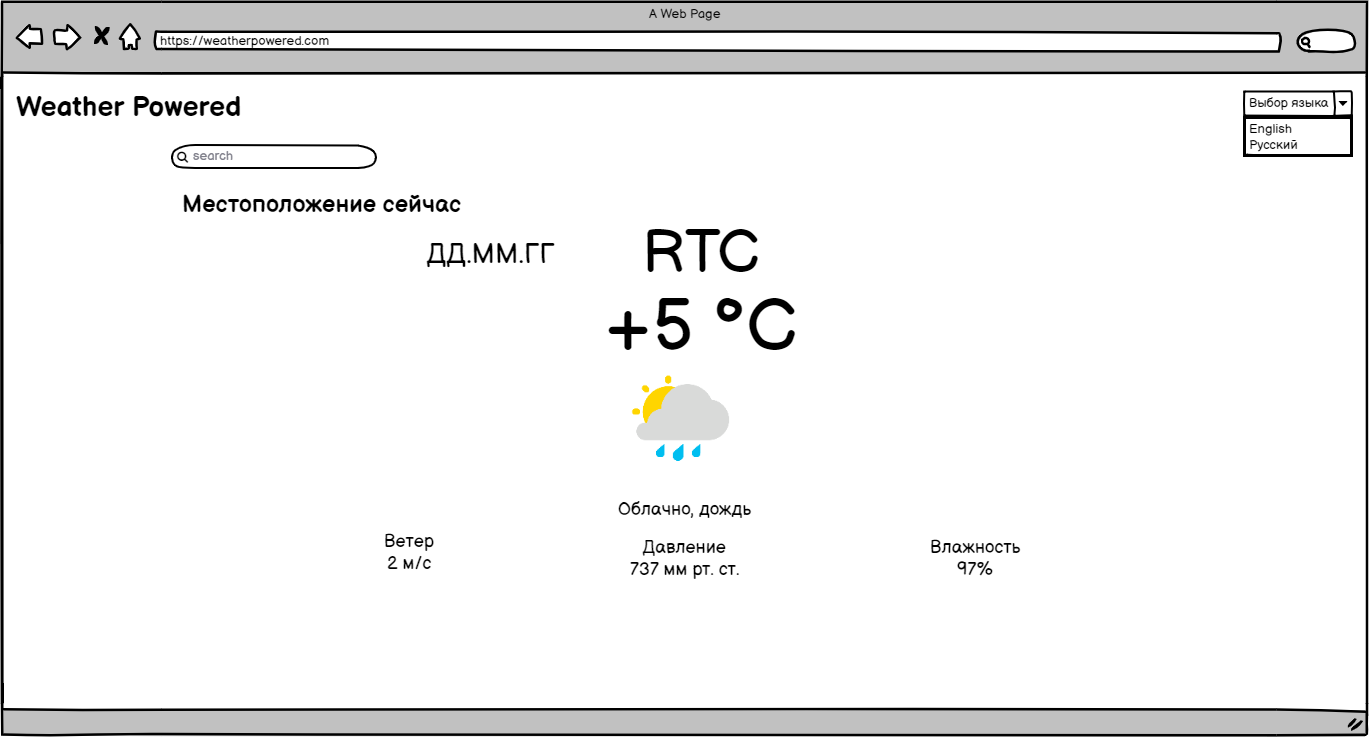 A Web Page
https://weatherpowered.com
Weather Powered
Выбор языка
English
Русский
search
Местоположение сейчас
ДД.ММ.ГГ
RTC
+5 °C
Облачно, дождь
Ветер
2 м/с
Давление
737 мм рт. ст.
Влажность
97%